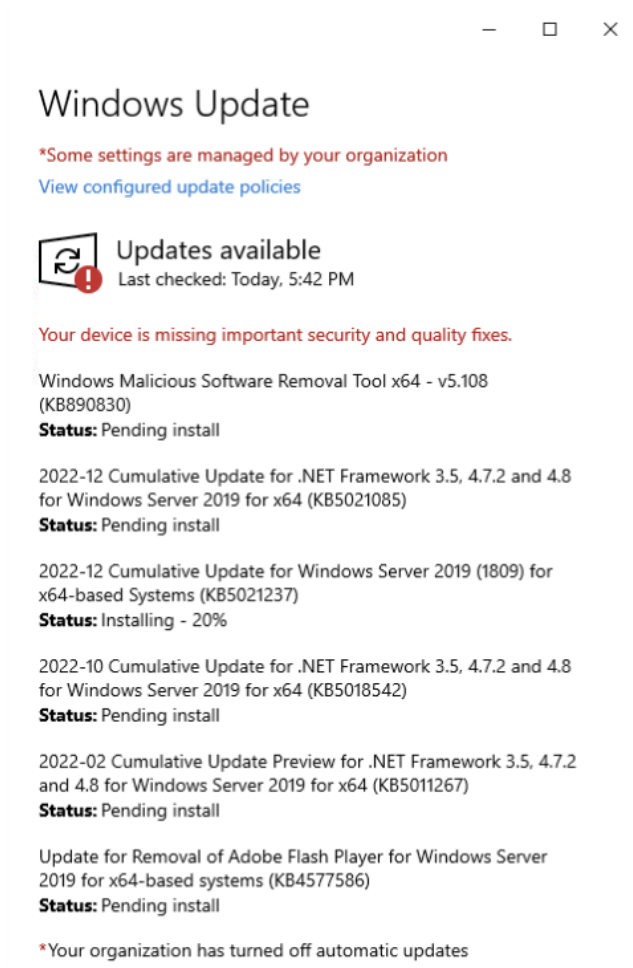 Windows Update
*Some settings are managed by your organization
View configured update policies
Updates available
Last checked: Today, 5:42 PM
Your device is missing important security and quality fixes.
Windows Malicious Software Removal Tool x64 - v5.108
(KB890830)
Status: Pending install
2022-12 Cumulative Update for .NET Framework 3.5, 4.7.2 and 4.8
for Windows Server 2019 for x64 (KB5021085)
Status: Pending install
2022-12 Cumulative Update for Windows Server 2019 (1809) for
x64-based Systems (KB5021237)
Status: Installing - 20%
2022-10 Cumulative Update for .NET Framework 3.5, 4.7.2 and 4.8
for Windows Server 2019 for x64 (KB5018542)
Status: Pending install
2022-02 Cumulative Update Preview for .NET Framework 3.5, 4.7.2
and 4.8 for Windows Server 2019 for x64 (KB5011267)
Status: Pending install
Update for Removal of Adobe Flash Player for Windows Server
2019 for x64-based systems (KB4577586)
Status: Pending install
*Your organization has turned off automatic updates